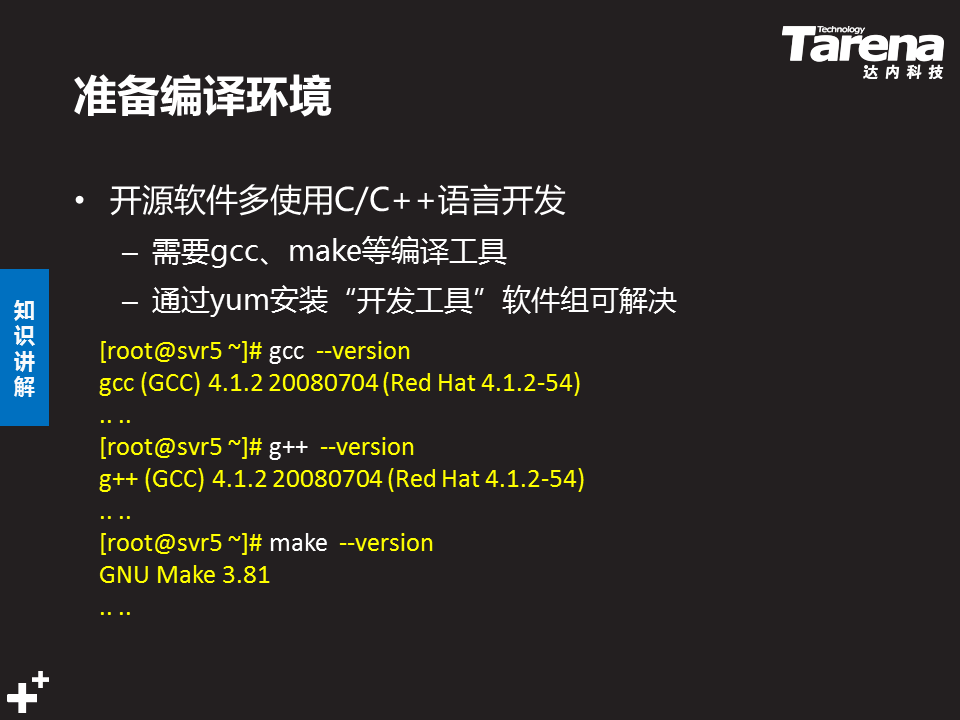 Technology
Tarena
达内科技
准备编译环境
• 开源软件多使用C/C++语言开发
– 需要gcc、make等编译工具
– 通过yum安装“开发工具”软件组可解决
知识讲解
[root@svr5 ~]# gcc  --version
gcc (GCC) 4.1.2 20080704 (Red Hat 4.1.2-54)
.. ..
[root@svr5 ~]# g++  --version
g++ (GCC) 4.1.2 20080704 (Red Hat 4.1.2-54)
.. ..
[root@svr5 ~]# make  --version
GNU Make 3.81
.. ..